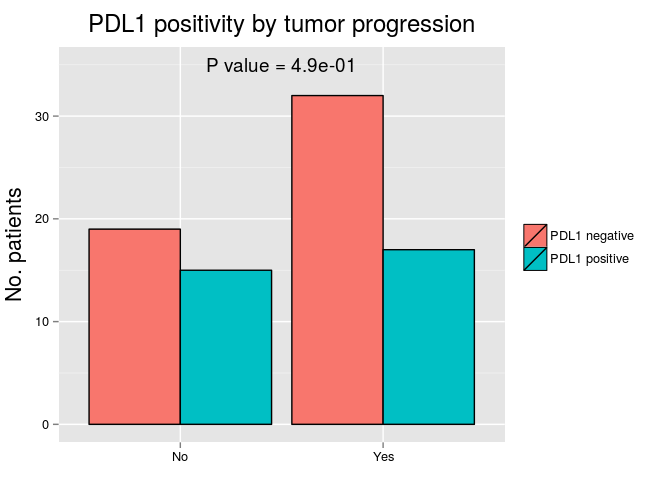 PDL1 positivity by tumor progression
P value = 4.9e-01
No. patients
30
20
10
0
No
Yes
PDL1 negative
PDL1 positive